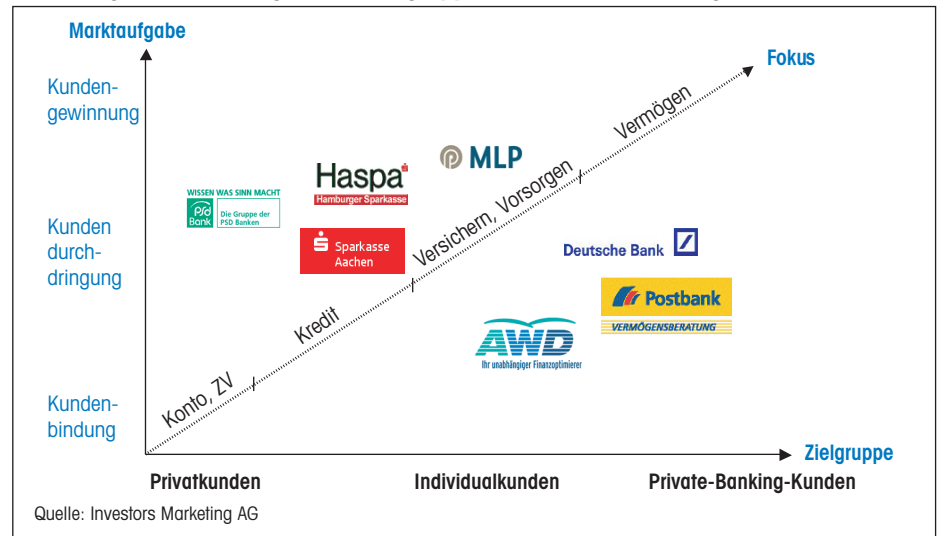 Marktaufgabe
Fokus
Kunden-
gewinnung
Vermögen
MLP
Haspa
Hamburger Sparkasse
Versichern, Vorsorgen
WISSEN WAS SINN MACHT
PSD
Bank
Die Gruppe der
PSD Banken
Kunden
durch-
dringung
Sparkasse
Aachen
Deutsche Bank
Postbank
VERMÖGENSBERATUNG
Kredit
AWD
Ihr unabhängiger Finanzoptimierer
Konto, ZV
Kunden-
bindung
Zielgruppe
Privatkunden
Individualkunden
Private-Banking-Kunden
Quelle: Investors Marketing AG